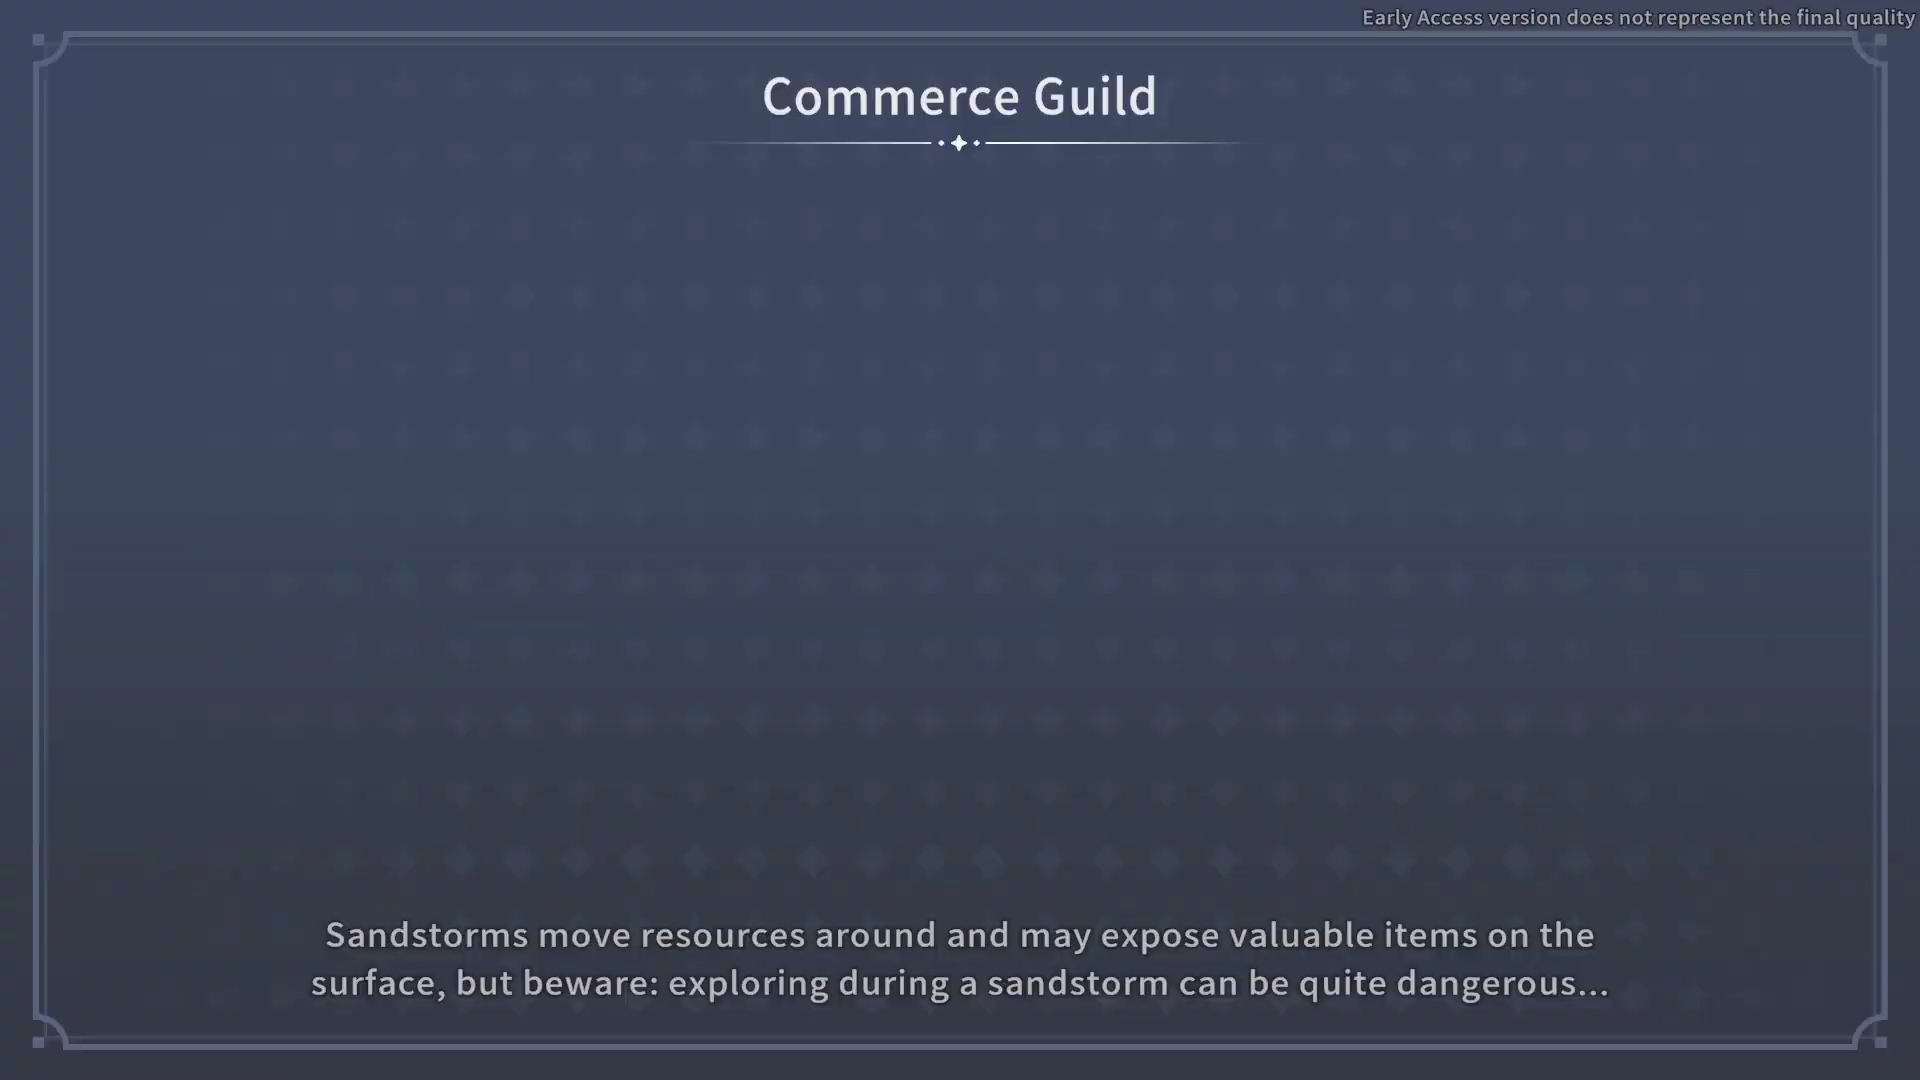 Early Access version does not represent the final quality
Commerce Guild
Sandstorms move resources around and may expose valuable items on the
surface, but beware: exploring during a sandstorm can be quite dangerous...